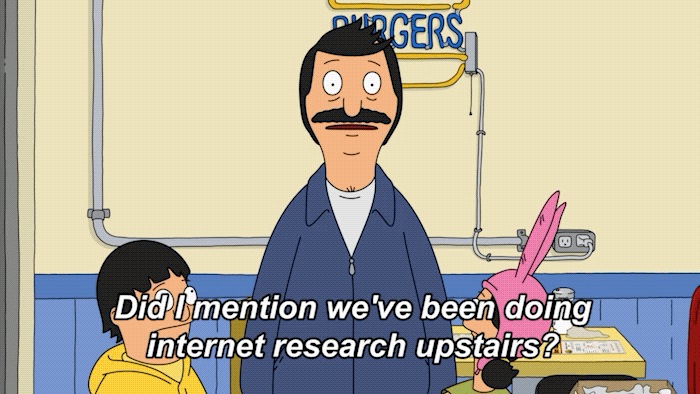 BURGERS
Did I mention we've been doing
internet research upstairs?